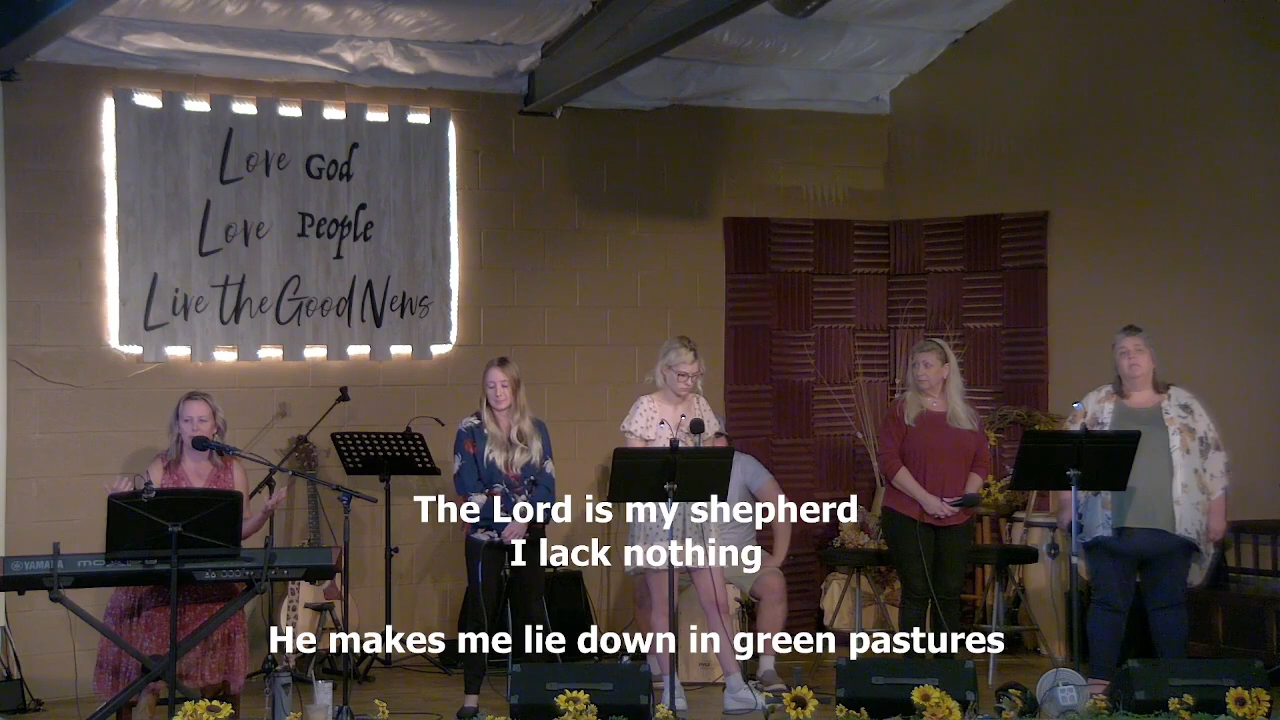 Love God
Love People
Live the Good News
YAMAHA
The Lord is my shepherd
I lack nothing
He makes me lie down in green pastures